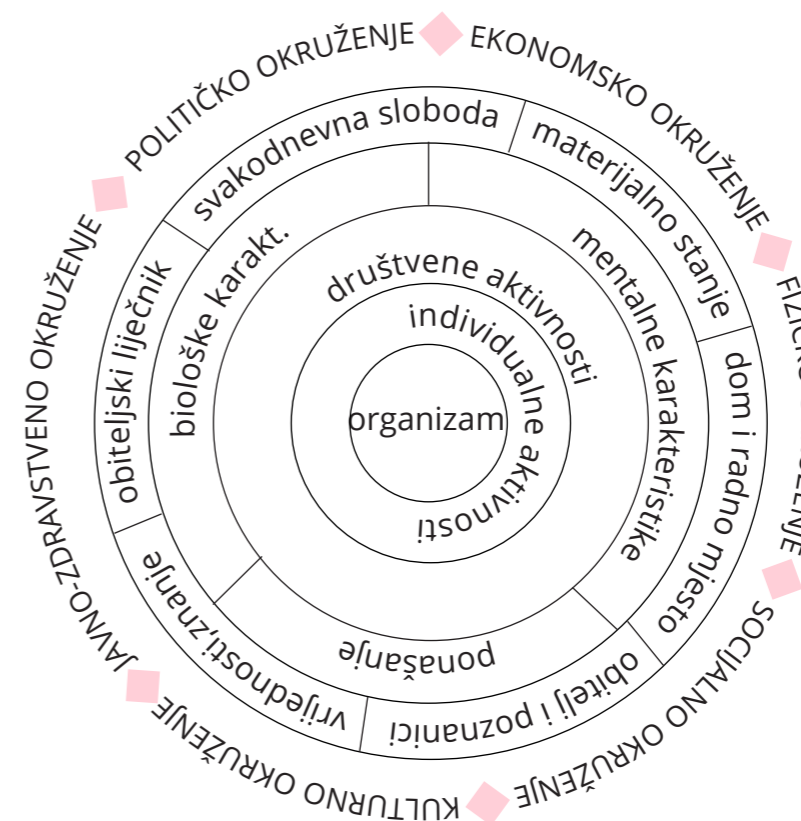 POLITIČKO OKRUŽENJE
EKONOMSKO OKRUŽENJE
SOCIJALNO OKRUŽENJE
KULTURNO OKRUŽENJE
JAVNO-ZDRAVSTVENO OKRUŽENJE
svakodnevna sloboda
materijalno stanje
dom i radno mjesto
obitelj i poznanici
vrijednosti,znanje
obiteljski liječnik
biološke karakt.
mentalne karakteristike
ponašanje
društvene aktivnosti
individualne aktivnosti
organizam